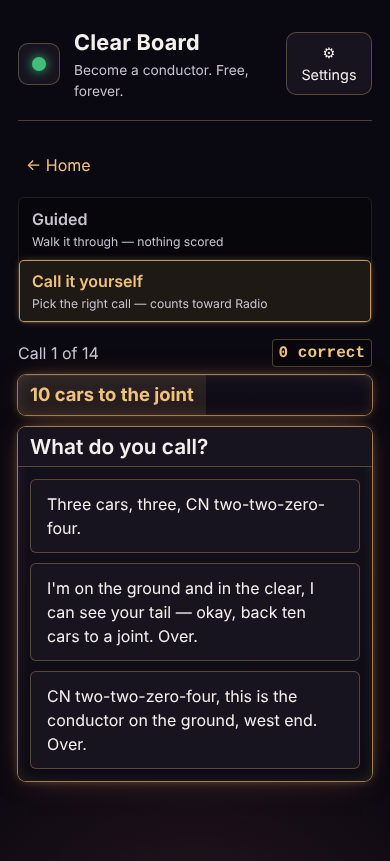 Clear Board
Become a conductor. Free,
forever.
⚙
Settings
← Home
Guided
Walk it through — nothing scored
Call it yourself
Pick the right call — counts toward Radio
Call 1 of 14
0 correct
10 cars to the joint
What do you call?
Three cars, three, CN two-two-zero-
four.
I'm on the ground and in the clear, I
can see your tail — okay, back ten
cars to a joint. Over.
CN two-two-zero-four, this is the
conductor on the ground, west end.
Over.